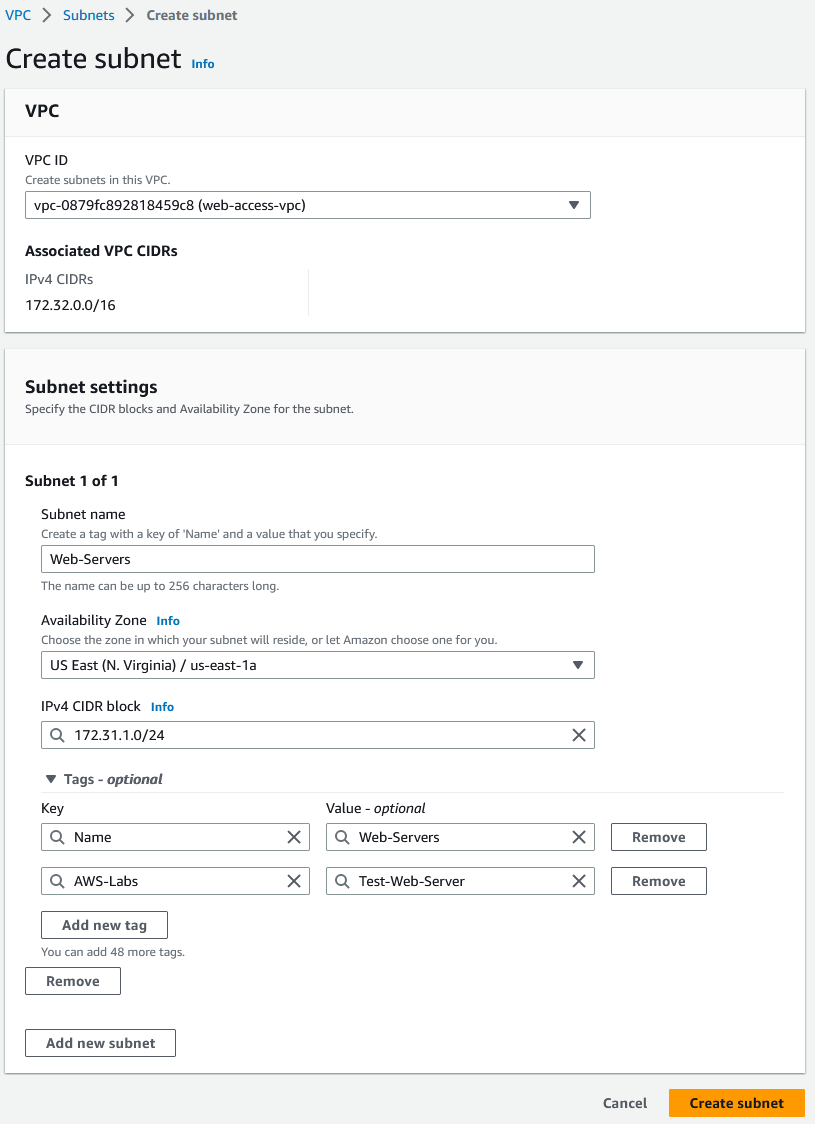 VPC > Subnets > Create subnet
Create subnet Info
VPC
VPC ID
Create subnets in this VPC.
vpc-0879fc892818459c8 (web-access-vpc)
Associated VPC CIDRs
IPv4 CIDRs
172.32.0.0/16
Subnet settings
Specify the CIDR blocks and Availability Zone for the subnet.
Subnet 1 of 1
Subnet name
Create a tag with a key of 'Name' and a value that you specify.
Web-Servers
The name can be up to 256 characters long.
Availability Zone Info
Choose the zone in which your subnet will reside, or let Amazon choose one for you.
US East (N. Virginia) / us-east-1a
IPv4 CIDR block Info
172.31.1.0/24
Tags - optional
Key Value - optional
Name Web-Servers Remove
AWS-Labs Test-Web-Server Remove
Add new tag
You can add 48 more tags.
Remove
Add new subnet
Cancel Create subnet